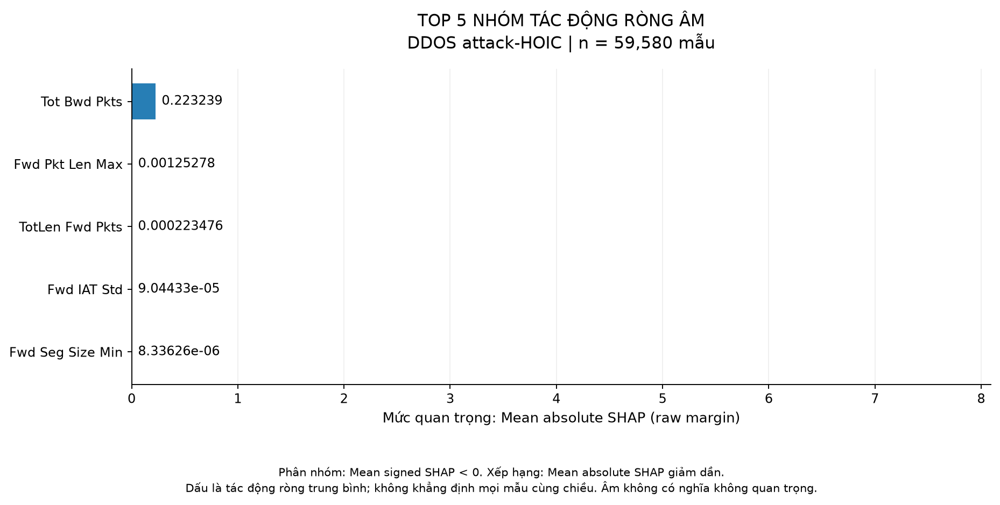 TOP 5 NHÓM TÁC ĐỘNG RÒNG ÂM
DDOS attack-HOIC | n = 59,580 mẫu
Tot Bwd Pkts
0.223239
Fwd Pkt Len Max
0.00125278
TotLen Fwd Pkts
0.000223476
Fwd IAT Std
9.04433e-05
Fwd Seg Size Min
8.33626e-06
0 1 2 3 4 5 6 7 8
Mức quan trọng: Mean absolute SHAP (raw margin)
Phân nhóm: Mean signed SHAP < 0. Xếp hạng: Mean absolute SHAP giảm dần.
Dấu là tác động ròng trung bình; không khẳng định mọi mẫu cùng chiều. Âm không có nghĩa không quan trọng.